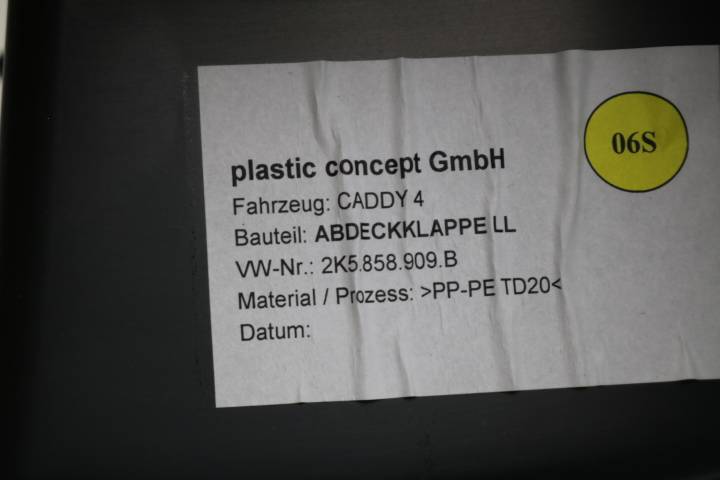 plastic concept GmbH
Fahrzeug: CADDY 4
Bauteil: ABDECKKLAPPE LL
VW-Nr.: 2K5.858.909.B
Material / Prozess: >PP-PE TD20<
Datum:
06S